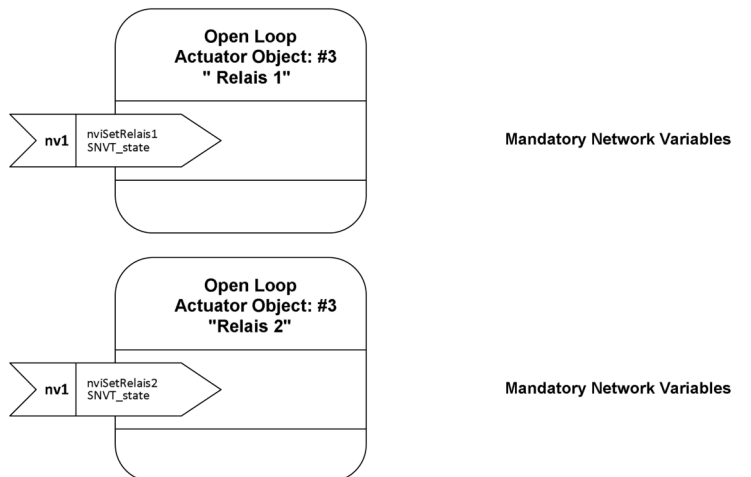 Open Loop
Actuator Object: #3
" Relais 1"
nv1
nviSetRelais1
SNVT_state
Mandatory Network Variables
Open Loop
Actuator Object: #3
"Relais 2"
nv1
nviSetRelais2
SNVT_state
Mandatory Network Variables